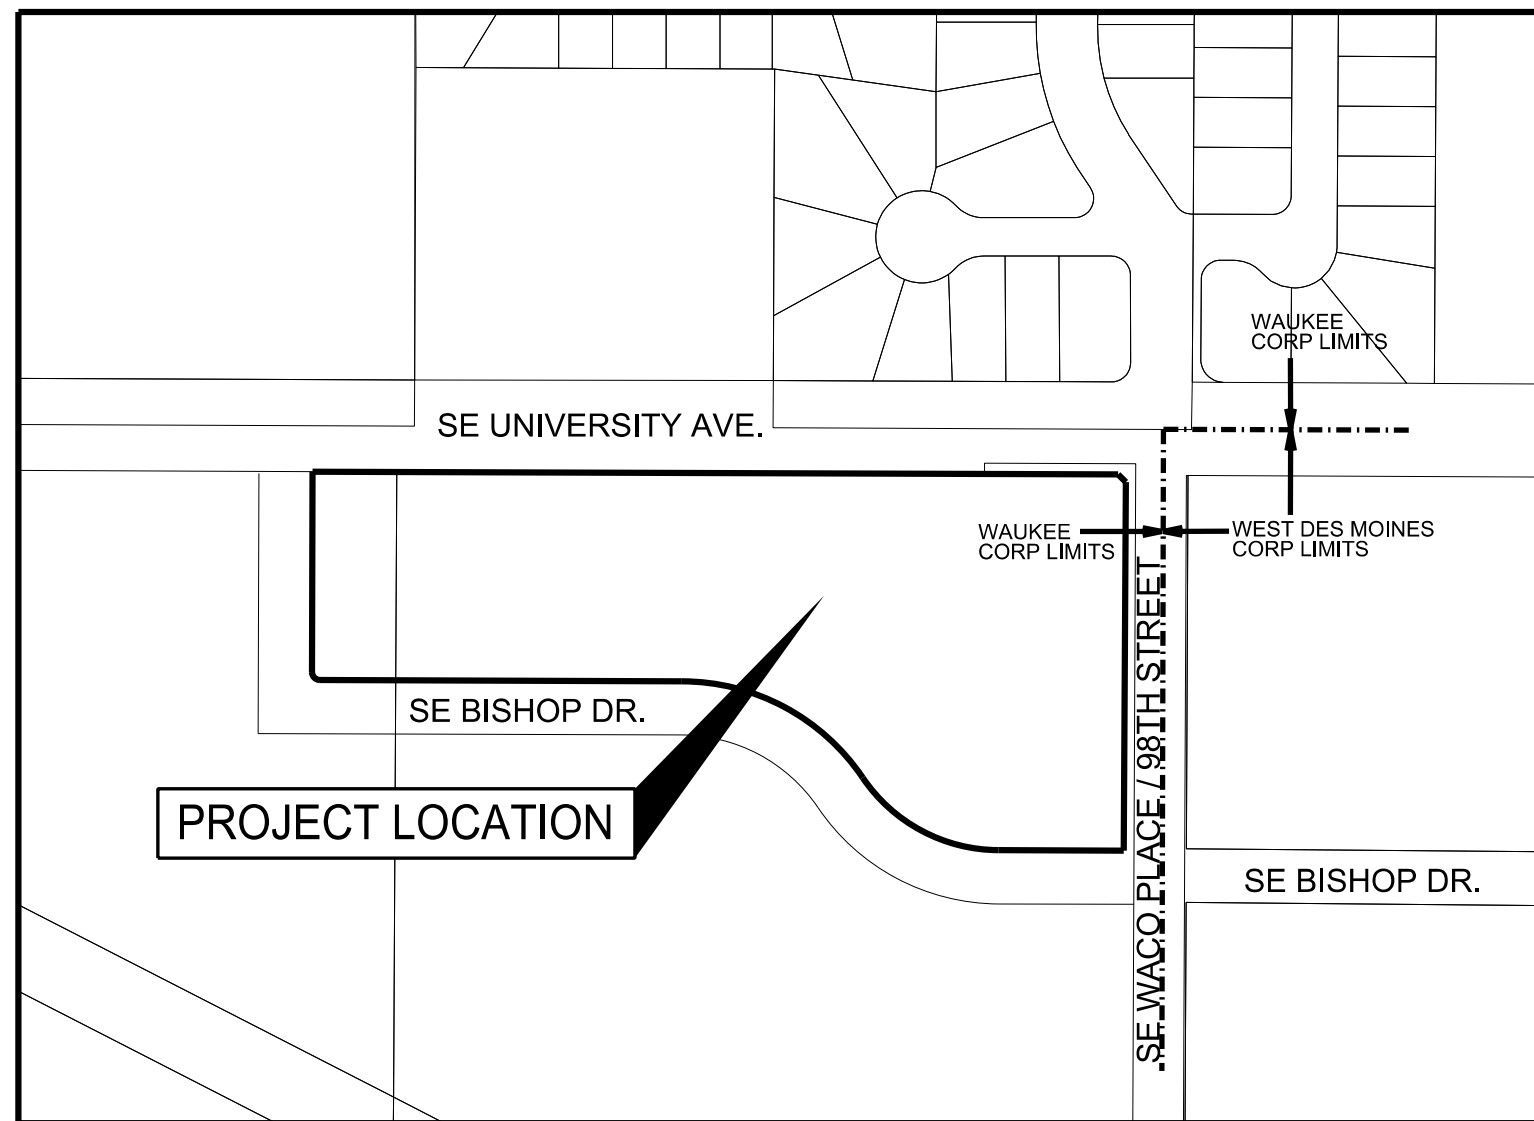 WAUKEE
CORP LIMITS
SE UNIVERSITY AVE.
WAUKEE
CORP LIMITS
WEST DES MOINES
CORP LIMITS
SE WACO PLACE / 98TH STREET
SE BISHOP DR.
PROJECT LOCATION
SE BISHOP DR.